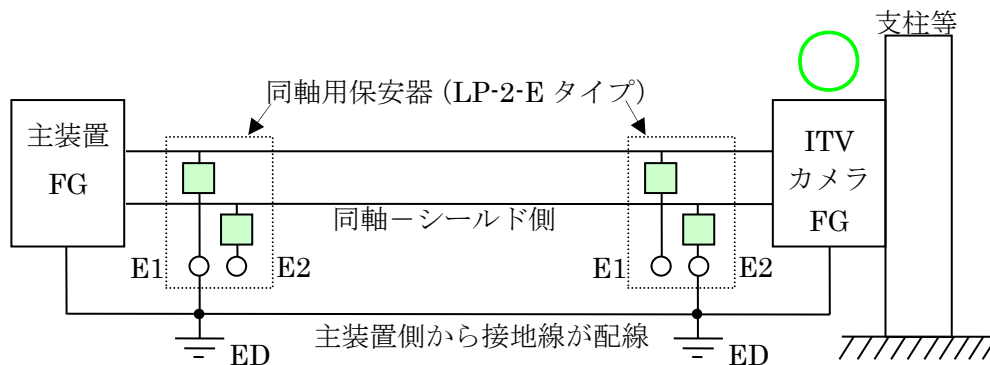 支柱等
同軸用保安器 (LP-2-E タイプ)
主装置
FG
ITV
カメラ
FG
同軸－シールド側
E1
E2
E1
E2
主装置側から接地線が配線
ED
ED